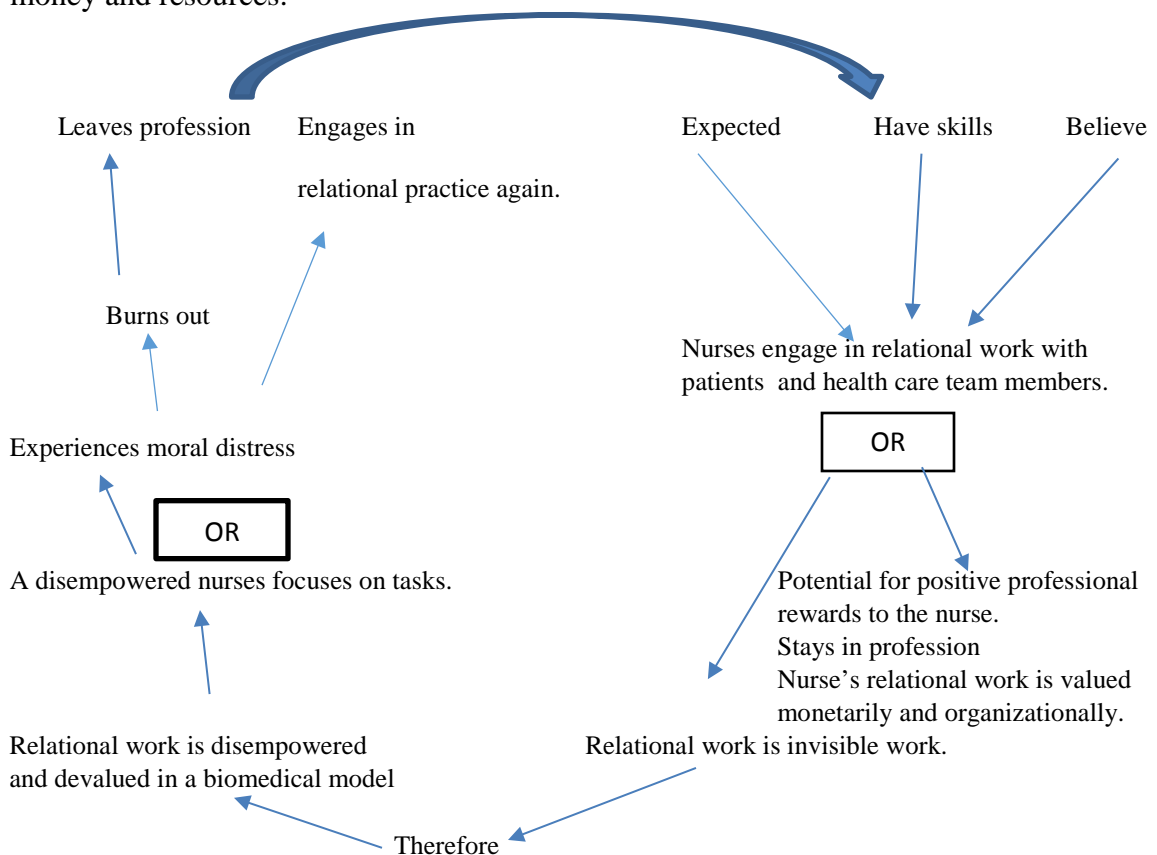 money and resources.
Leaves profession
Engages in
relational practice again.
Expected
Have skills
Believe
Burns out
Nurses engage in relational work with
patients and health care team members.
OR
Experiences moral distress
OR
A disempowered nurses focuses on tasks.
Potential for positive professional
rewards to the nurse.
Stays in profession
Nurse's relational work is valued
monetarily and organizationally.
Relational work is disempowered
and devalued in a biomedical model
Relational work is invisible work.
Therefore